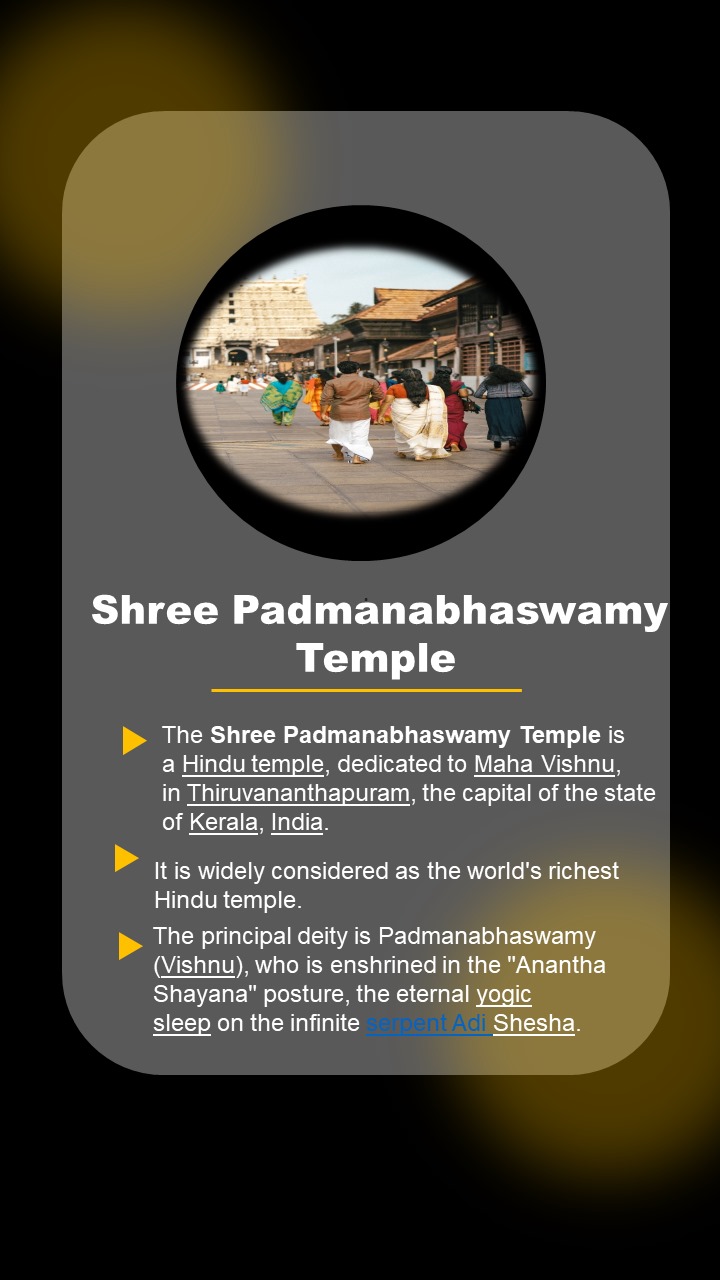 Shree Padmanabhaswamy
Temple
The Shree Padmanabhaswamy Temple is
a Hindu temple, dedicated to Maha Vishnu,
in Thiruvananthapuram, the capital of the state
of Kerala, India.
It is widely considered as the world's richest
Hindu temple.
The principal deity is Padmanabhaswamy
(Vishnu), who is enshrined in the "Anantha
Shayana" posture, the eternal yogic
sleep on the infinite serpent Adi Shesha.